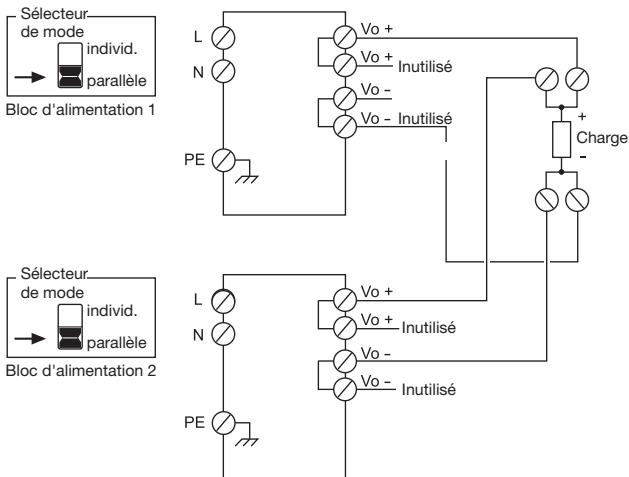 Sélecteur
de mode
individ.
parallèle
Bloc d'alimentation 1
L
N
PE
Vo +
Vo + Inutilisé
Vo -
Vo - Inutilisé
+
Charge
-
Sélecteur
de mode
individ.
parallèle
Bloc d'alimentation 2
L
N
PE
Vo +
Vo + Inutilisé
Vo -
Vo - Inutilisé